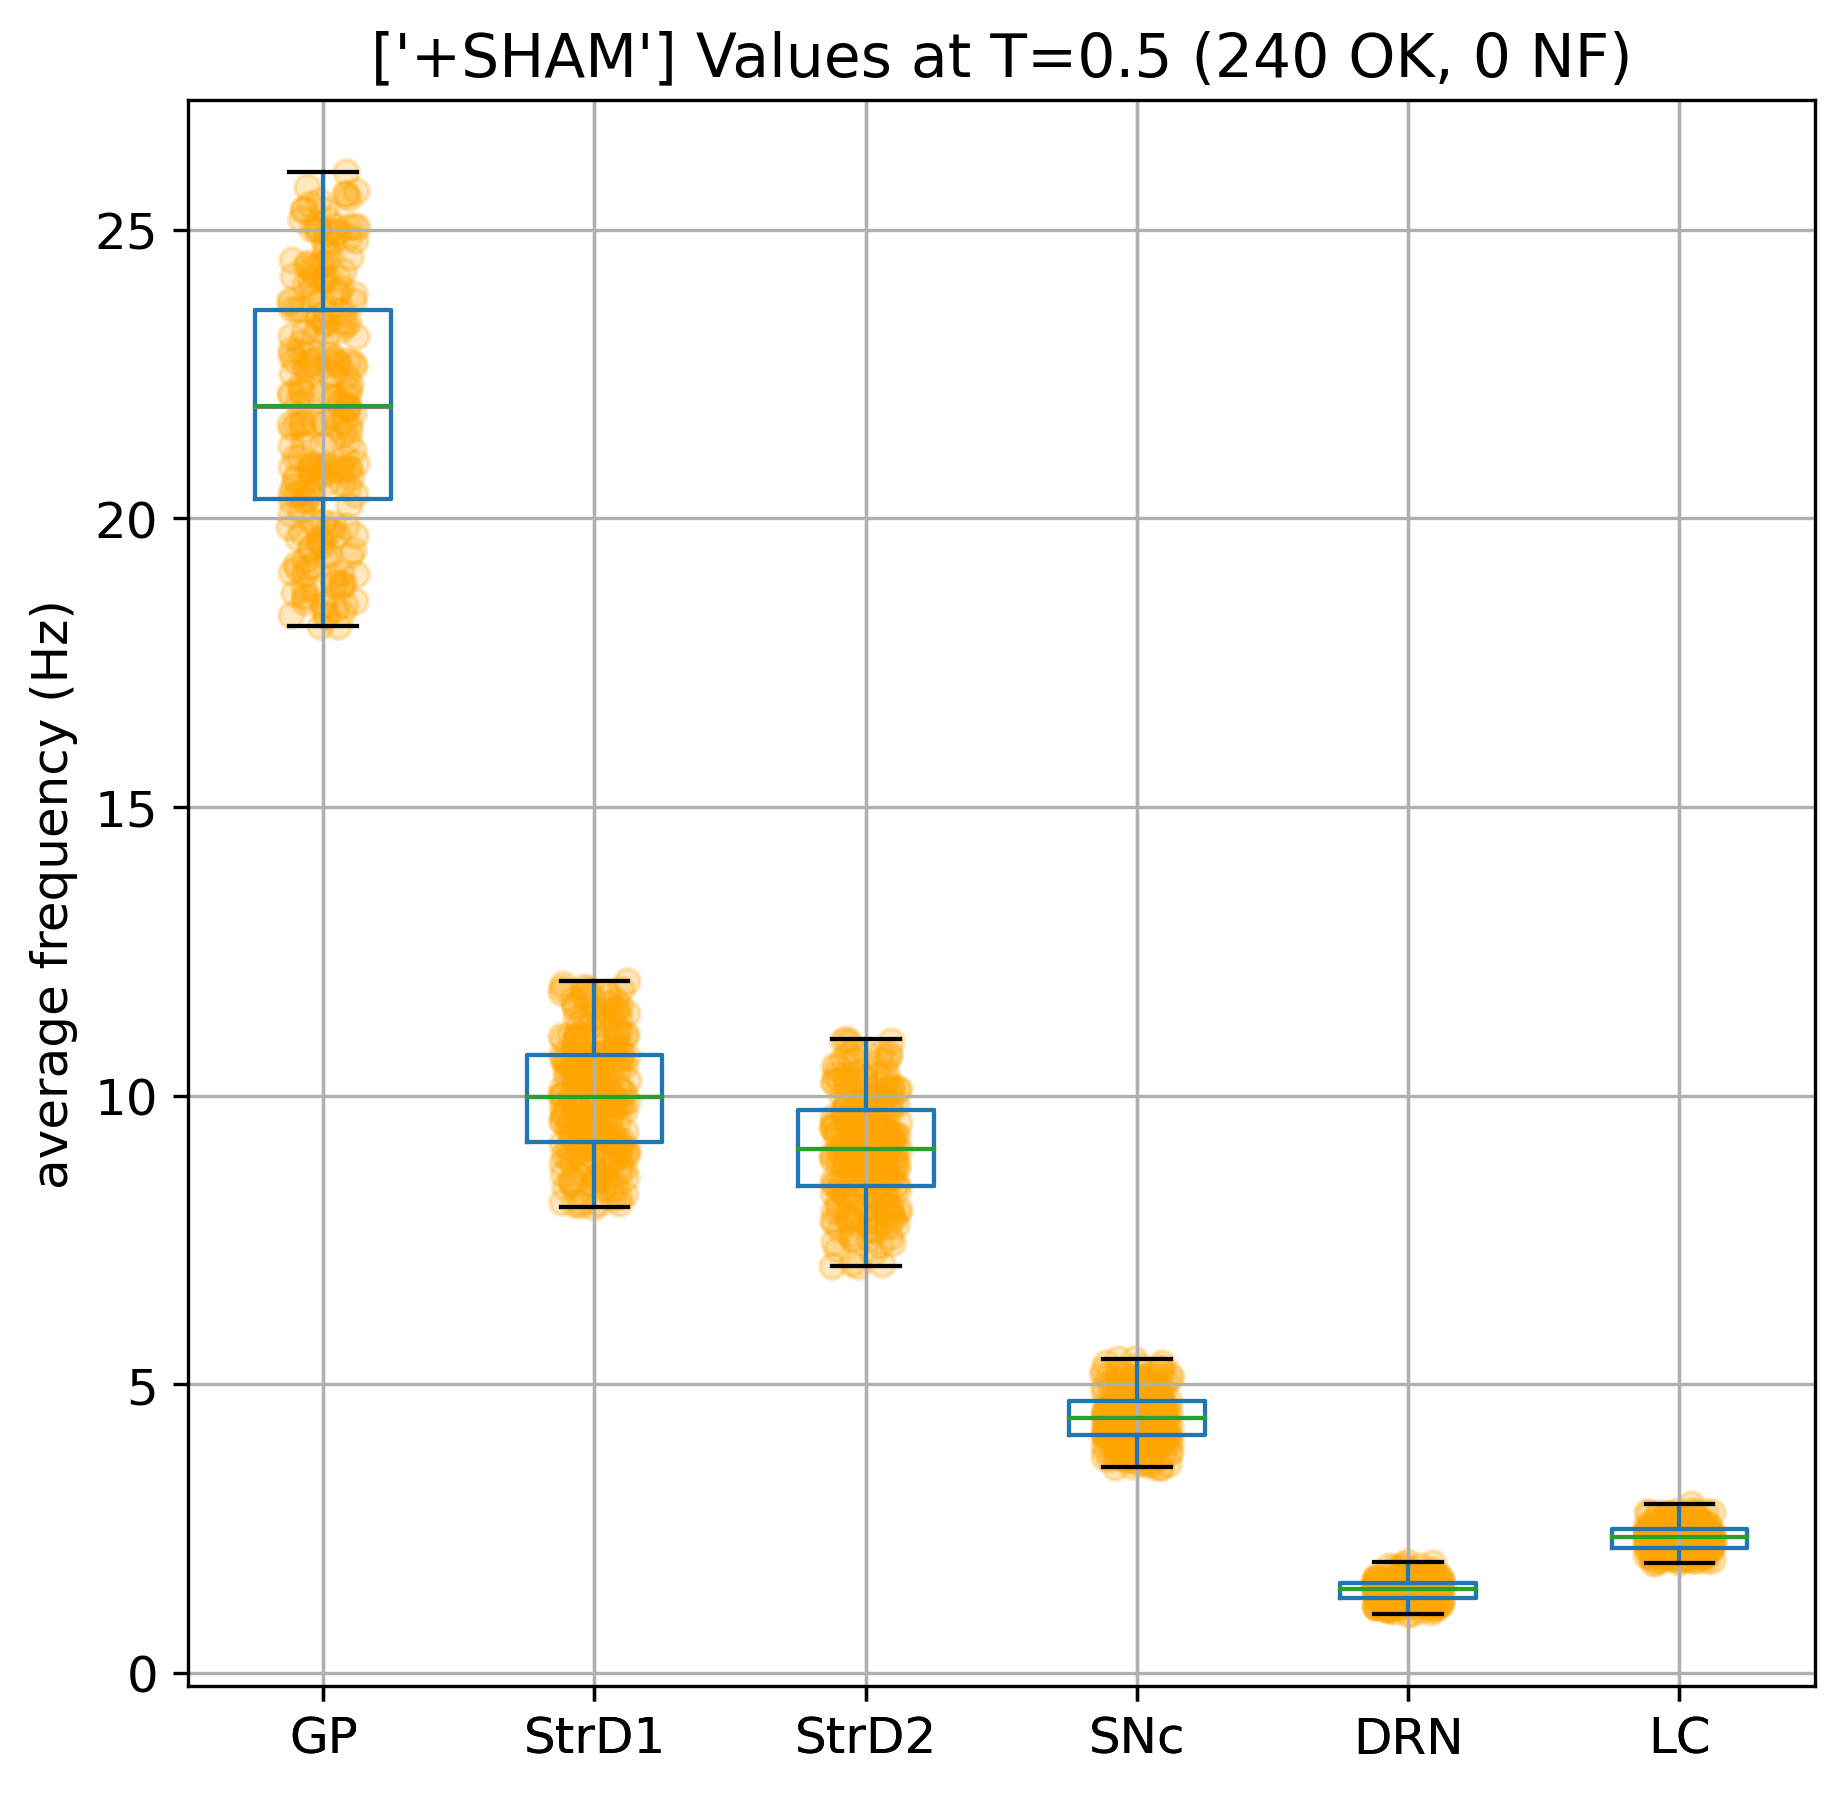 ['+SHAM'] Values at T=0.5 (240 OK, 0 NF)
average frequency (Hz)
25
20
15
10
5
0
GP StrD1 StrD2 SNc DRN LC